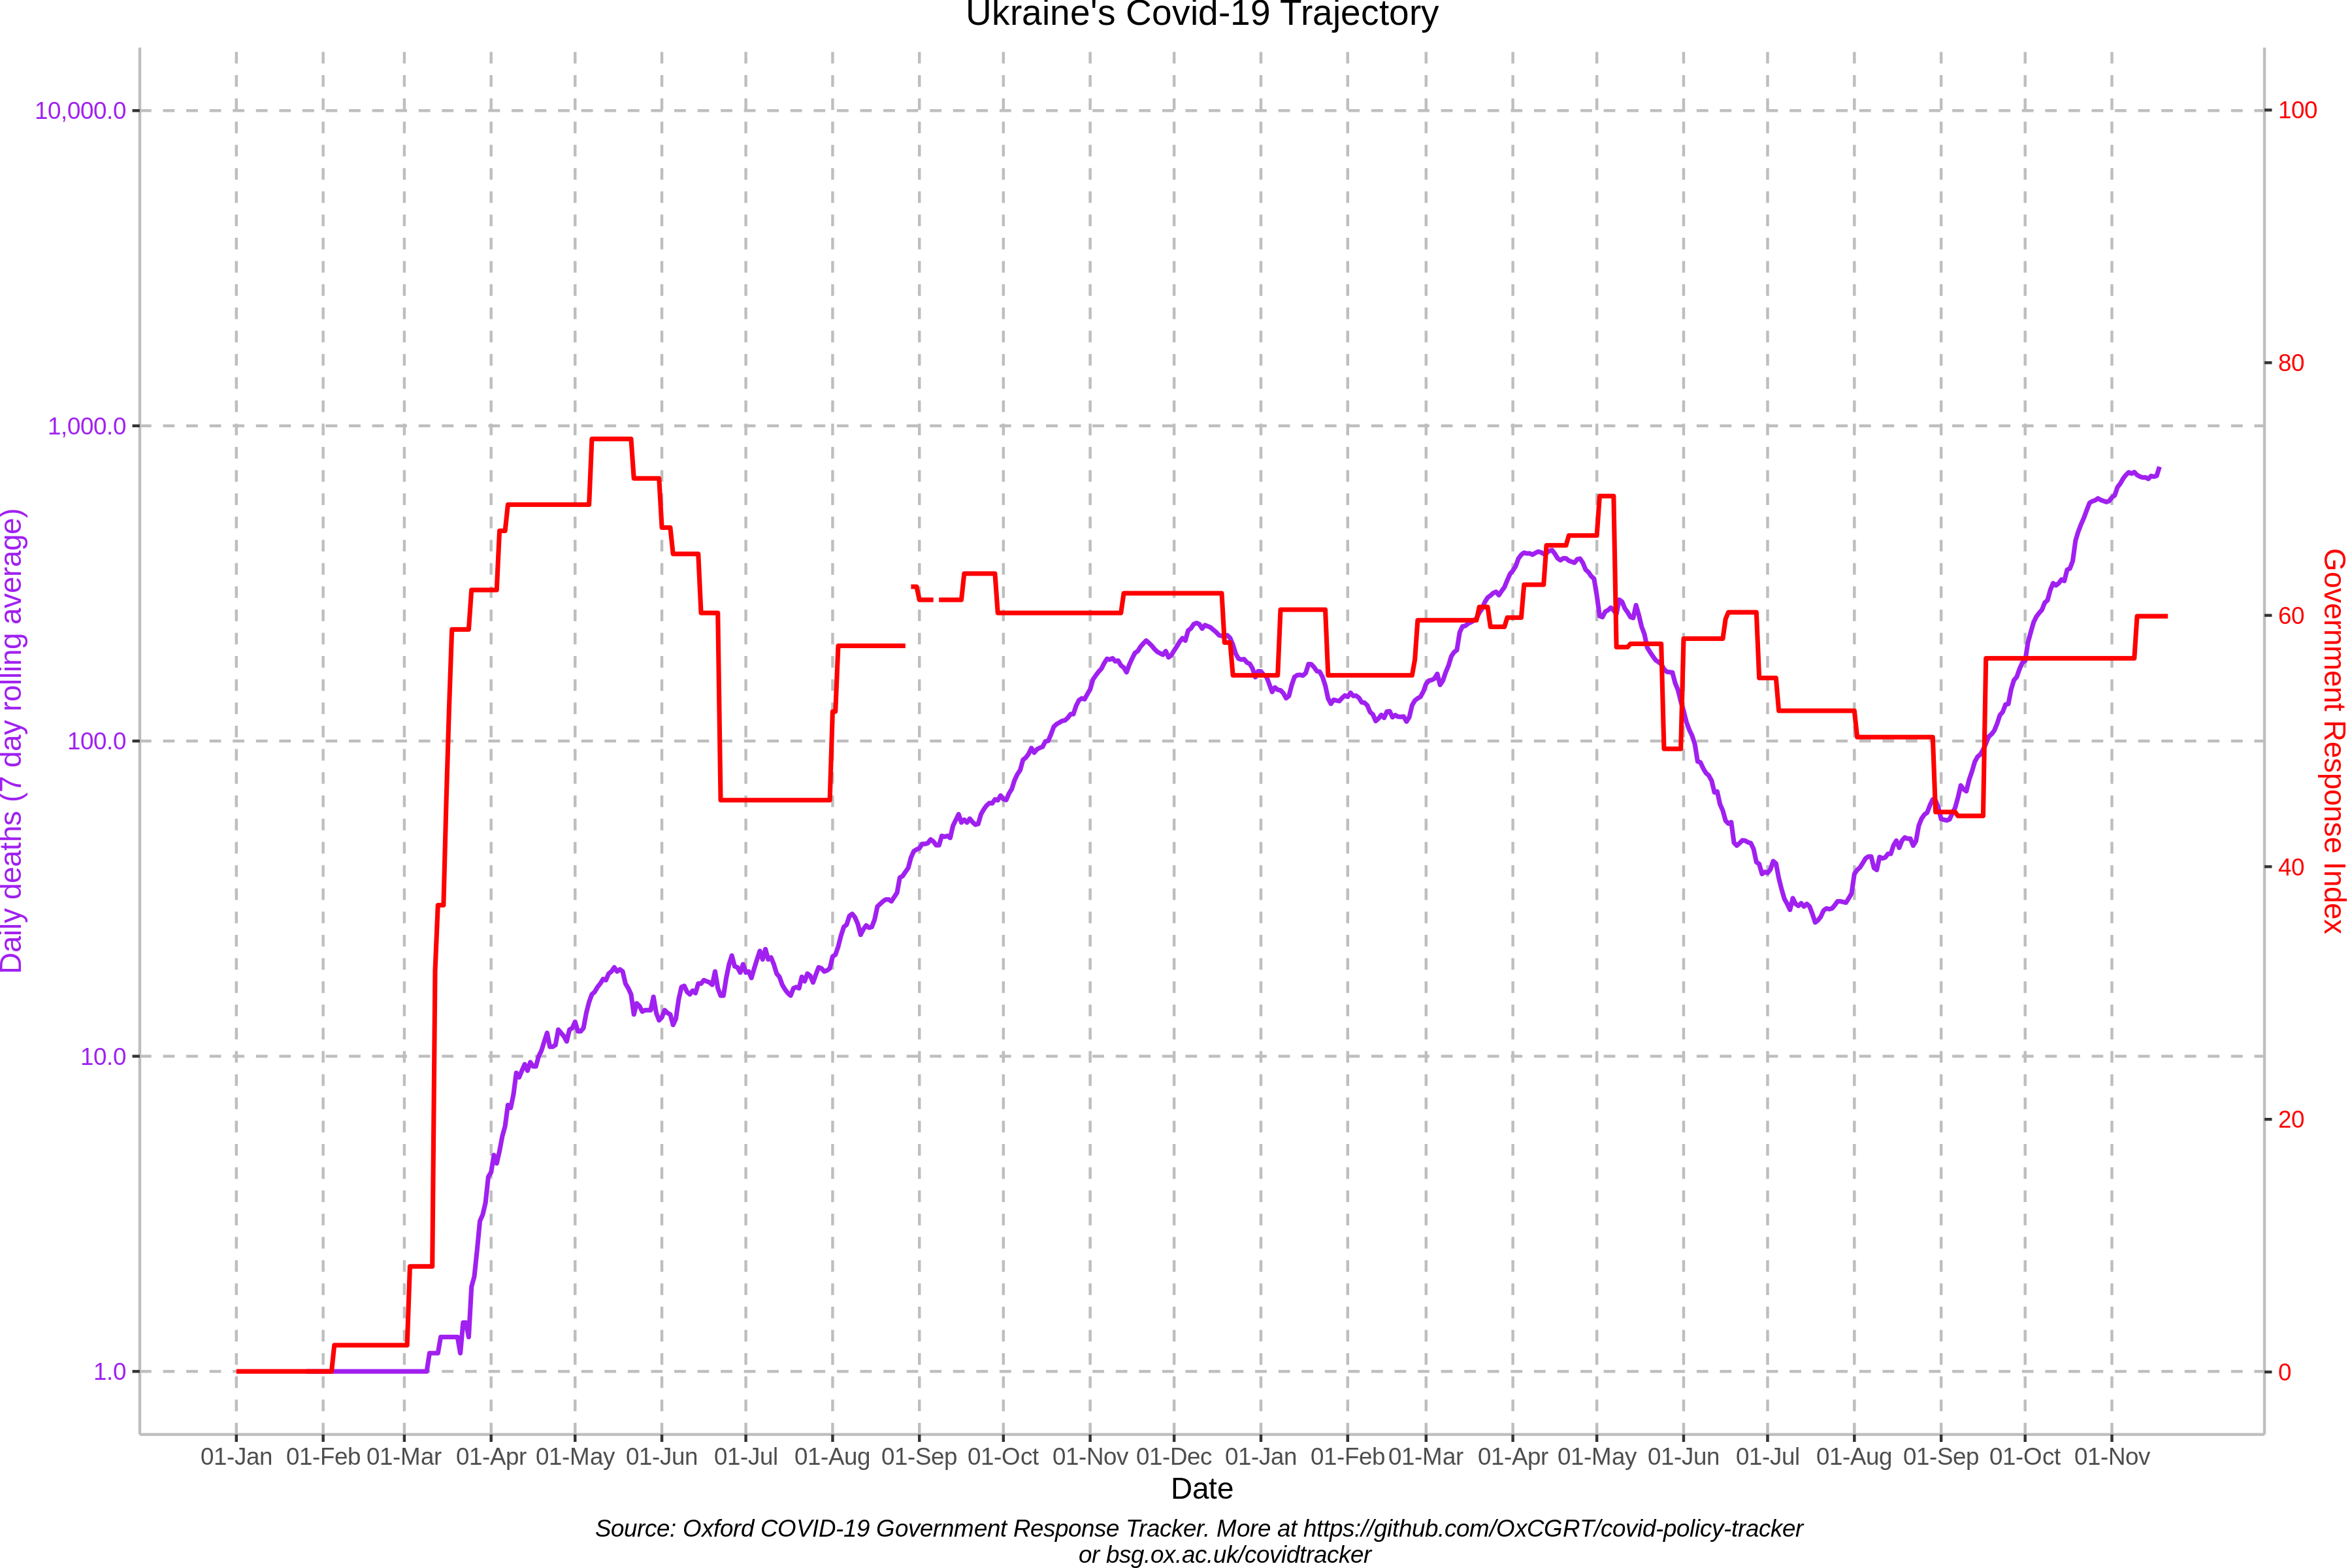 Ukraine's Covid-19 Trajectory
10,000.0
1,000.0
100.0
10.0
1.0
Daily deaths (7 day rolling average)
100
80
60
40
20
0
Government Response Index
01-Jan 01-Feb 01-Mar 01-Apr 01-May 01-Jun 01-Jul 01-Aug 01-Sep 01-Oct 01-Nov 01-Dec 01-Jan 01-Feb 01-Mar 01-Apr 01-May 01-Jun 01-Jul 01-Aug 01-Sep 01-Oct 01-Nov
Date
Source: Oxford COVID-19 Government Response Tracker. More at https://github.com/OxCGRT/covid-policy-tracker
or bsg.ox.ac.uk/covidtracker